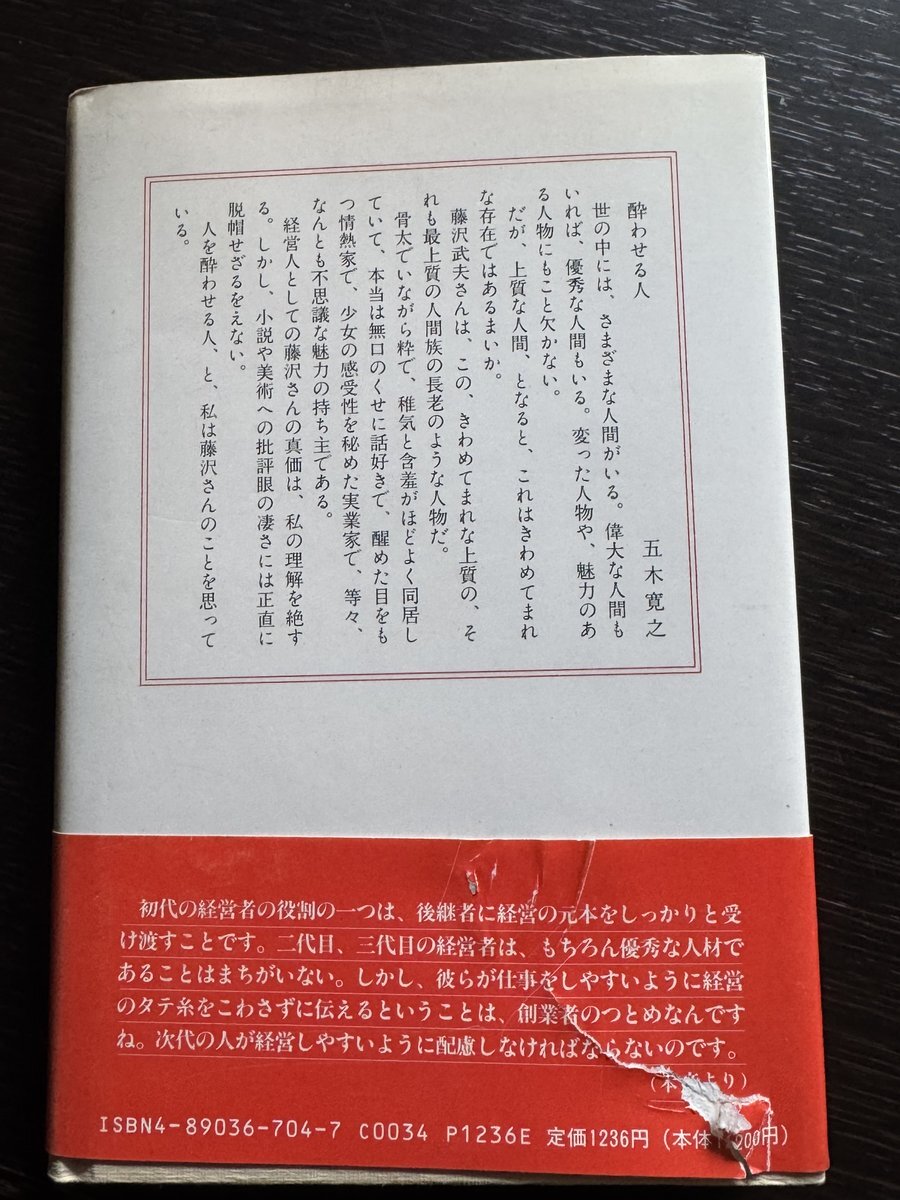 酔わせる人
五木寛之
世の中には、さまざまな人間がいる。偉大な人間も
いれば、優秀な人間もいる。変った人物や、魅力のあ
る人物にもこと欠かない。
だが、上質な人間、となると、これはきわめてまれ
な存在ではあるまいか。
藤沢武夫さんは、この、きわめてまれな上質の、そ
れも最上質の人間族の長老のような人物だ。
骨太でいながら粋で、稚気と含羞がほどよく同居し
ていて、本当は無口のくせに話好きで、醒めた目をも
つ情熱家で、少女の感受性を秘めた実業家で、等々、
なんとも不思議な魅力の持ち主である。
経営人としての藤沢さんの真価は、私の理解を絶す
る。しかし、小説や美術への批評眼の凄さには正直に
脱帽せざるをえない。
人を酔わせる人、と、私は藤沢さんのことを思って
いる。
初代の経営者の役割の一つは、後継者に経営の元本をしっかりと受
け渡すことです。二代目、三代目の経営者は、もちろん優秀な人材で
あることはまちがいない。しかし、彼らが仕事をしやすいように経営
のタテ糸をこわさずに伝えるということは、創業者のつとめなんです
ね。次代の人が経営しやすいように配慮しなければならないのです。
（本文より）
ISBN4-89036-704-7 C0034 P1236E 定価1236円 (本体1200円)